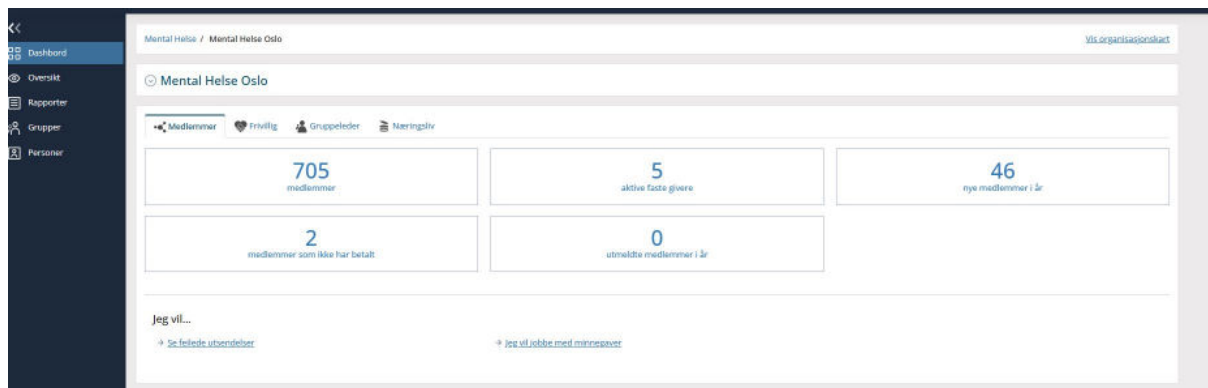 Dashbord
Oversikt
Rapporter
Grupper
Personer
Mental Helse / Mental Helse Oslo
Vis organisasjonskart
Mental Helse Oslo
Medlemmer Frivillig Gruppeleder Næringsliv
705
medlemmer
5
aktive faste givere
46
nye medlemmer i år
2
medlemmer som ikke har betalt
0
utmeldte medlemmer i år
Jeg vil...
→ Se feilede utsendelser
→ Jeg vil jobbe med minnegaver